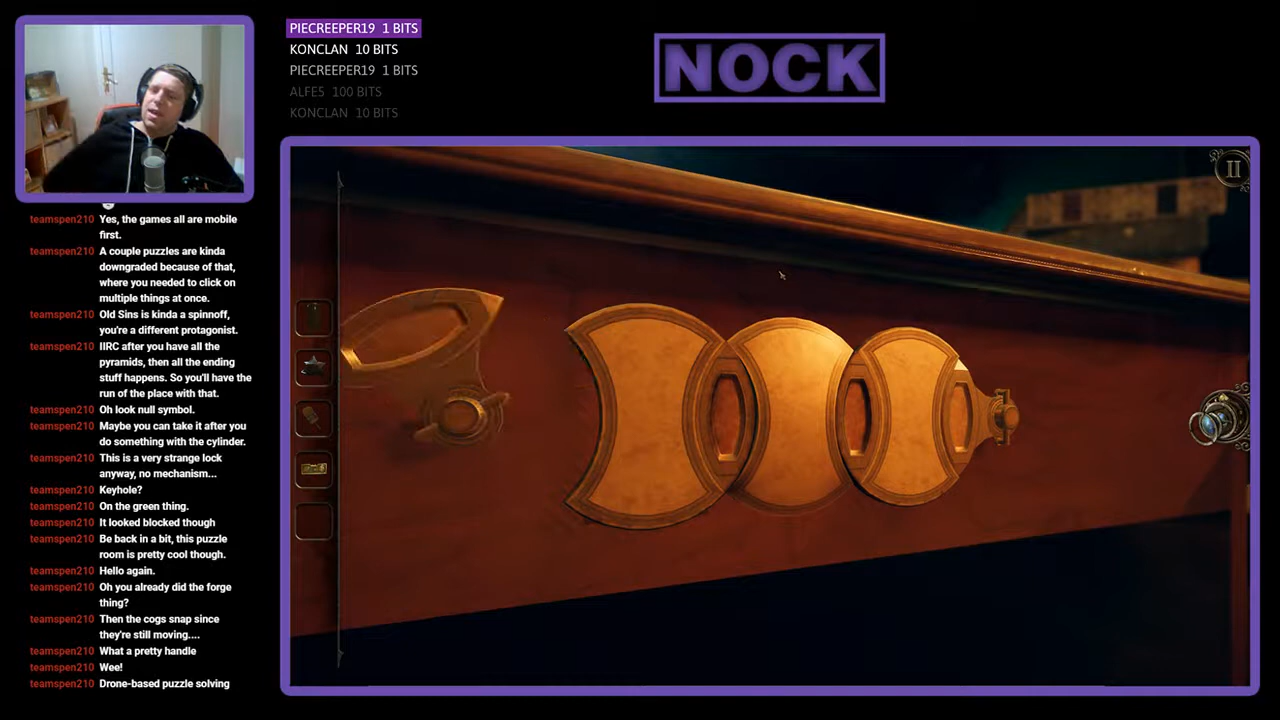 PIECREEPER19 1 BITS
KONCLAN 10 BITS
PIECREEPER19 1 BITS
ALFE5 100 BITS
KONCLAN 10 BITS
NOCK
teamspen210 Yes, the games all are mobile
first.
teamspen210 A couple puzzles are kinda
downgraded because of that,
where you needed to click on
multiple things at once.
teamspen210 Old Sins is kinda a spinnoff,
you're a different protagonist.
teamspen210 IIRC after you have all the
pyramids, then all the ending
stuff happens. So you'll have the
run of the place with that.
teamspen210 Oh look null symbol.
teamspen210 Maybe you can take it after you
do something with the cylinder.
teamspen210 This is a very strange lock
anyway, no mechanism...
teamspen210 Keyhole?
teamspen210 On the green thing.
teamspen210 It looked blocked though
teamspen210 Be back in a bit, this puzzle
room is pretty cool though.
teamspen210 Hello again.
teamspen210 Oh you already did the forge
thing?
teamspen210 Then the cogs snap since
they're still moving....
teamspen210 What a pretty handle
teamspen210 Wee!
teamspen210 Drone-based puzzle solving